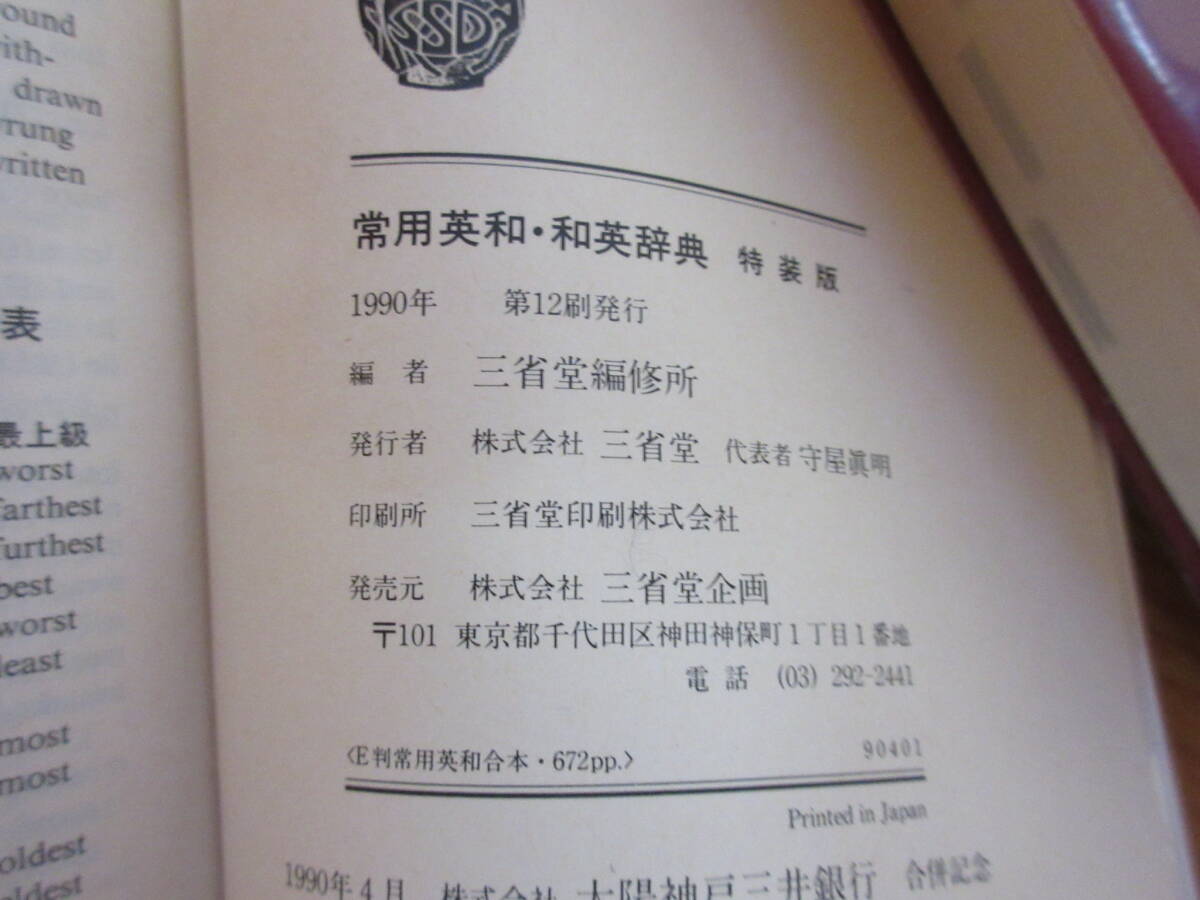 drawn
表
最上級
worst
farthest
furthest
best
worst
least
most
most
oldest
SSD
常用英和・和英辞典 特装版
1990年 第12刷発行
編者 三省堂編修所
発行者 株式会社 三省堂 代表者 守屋眞明
印刷所 三省堂印刷株式会社
発売元 株式会社 三省堂企画
〒101 東京都千代田区神田神保町1丁目1番地
電話 (03) 292-2441
〈E判常用英和合本・672pp.〉 90401
Printed in Japan
1990年4月 株式会社 太陽神戸三井銀行 合併記念